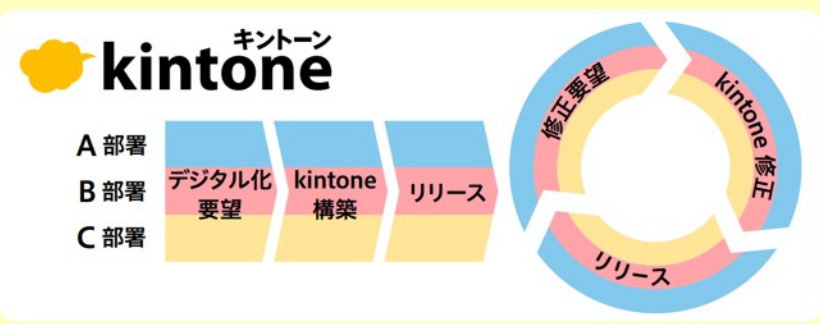 キントーン
kintone
A 部署
B 部署
C 部署
デジタル化
要望
kintone
構築
リリース
修正要望
kintone 修正
リリース